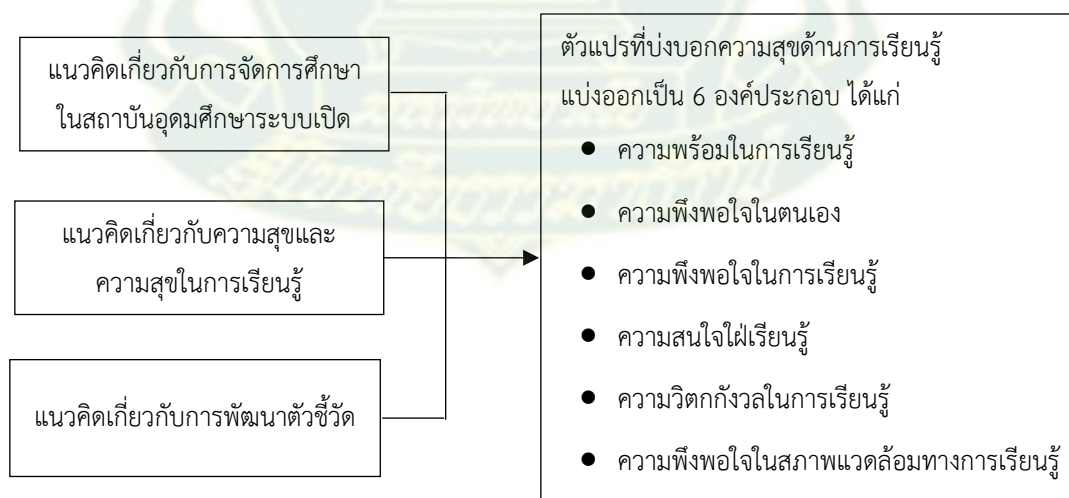 แนวคิดเกี่ยวกับการจัดการศึกษา
ในสถาบันอุดมศึกษาระบบเปิด
แนวคิดเกี่ยวกับความสุขและ
ความสุขในการเรียนรู้
แนวคิดเกี่ยวกับการพัฒนาตัวชี้วัด
ตัวแปรที่บ่งบอกความสุขด้านการเรียนรู้
แบ่งออกเป็น 6 องค์ประกอบ ได้แก่
● ความพร้อมในการเรียนรู้
● ความพึงพอใจในตนเอง
● ความพึงพอใจในการเรียนรู้
● ความสนใจใฝ่เรียนรู้
● ความวิตกกังวลในการเรียนรู้
● ความพึงพอใจในสภาพแวดล้อมทางการเรียนรู้